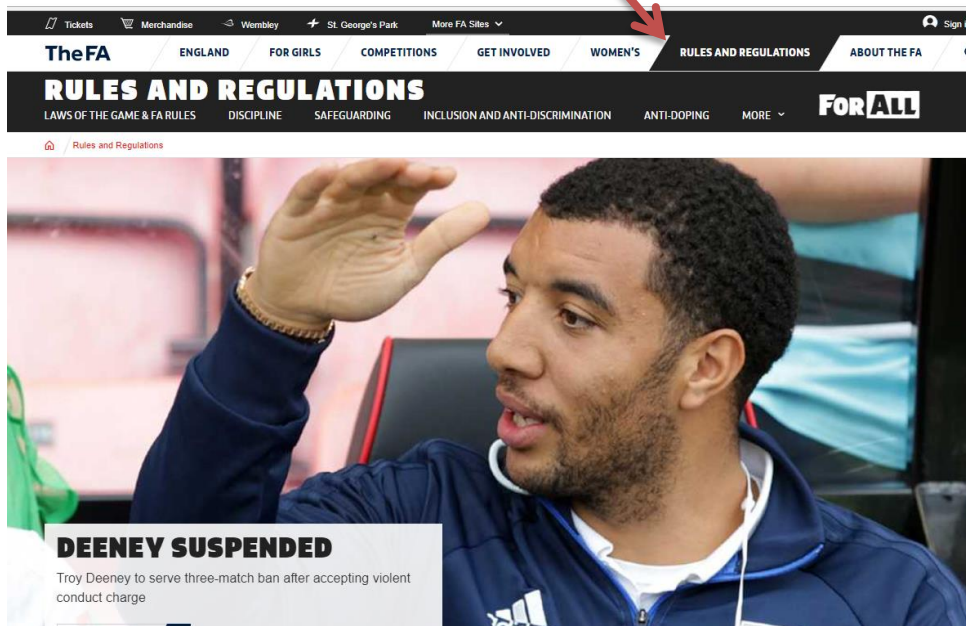 Tickets Merchandise Wembley St. George's Park More FA Sites Sign i
TheFA ENGLAND FOR GIRLS COMPETITIONS GET INVOLVED WOMEN'S RULES AND REGULATIONS ABOUT THE FA
RULES AND REGULATIONS
LAWS OF THE GAME & FA RULES DISCIPLINE SAFEGUARDING INCLUSION AND ANTI-DISCRIMINATION ANTI-DOPING MORE FOR ALL
Rules and Regulations
DEENEY SUSPENDED
Troy Deeney to serve three-match ban after accepting violent
conduct charge